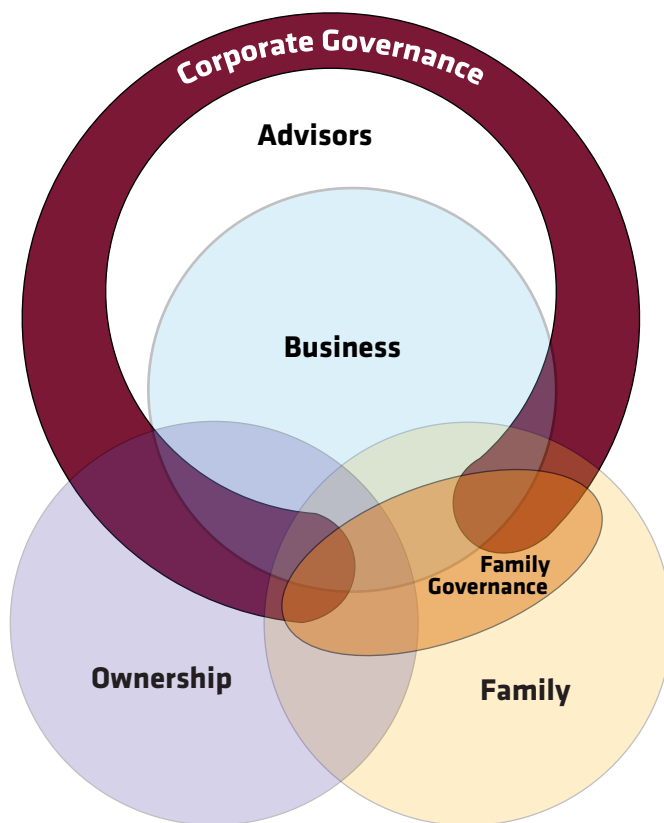 Corporate Governance
Advisors
Business
Family
Governance
Ownership
Family